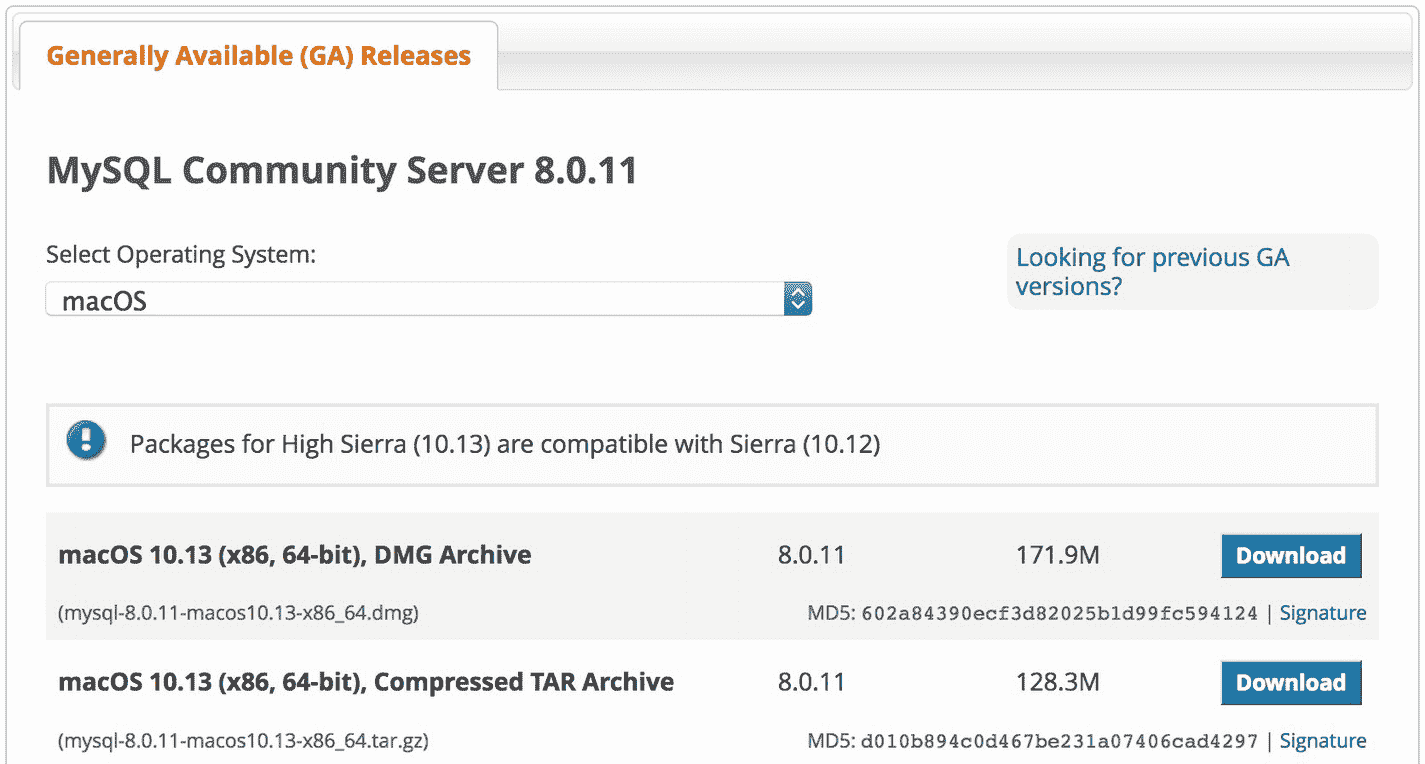 Generally Available (GA) Releases
MySQL Community Server 8.0.11
Select Operating System:
macOS
Looking for previous GA
versions?
Packages for High Sierra (10.13) are compatible with Sierra (10.12)
macOS 10.13 (x86, 64-bit), DMG Archive 8.0.11 171.9M Download
(mysql-8.0.11-macos10.13-x86_64.dmg) MD5: 602a84390ecf3d82025b1d99fc594124 | Signature
macOS 10.13 (x86, 64-bit), Compressed TAR Archive 8.0.11 128.3M Download
(mysql-8.0.11-macos10.13-x86_64.tar.gz) MD5: d010b894c0d467be231a07406cad4297 | Signature